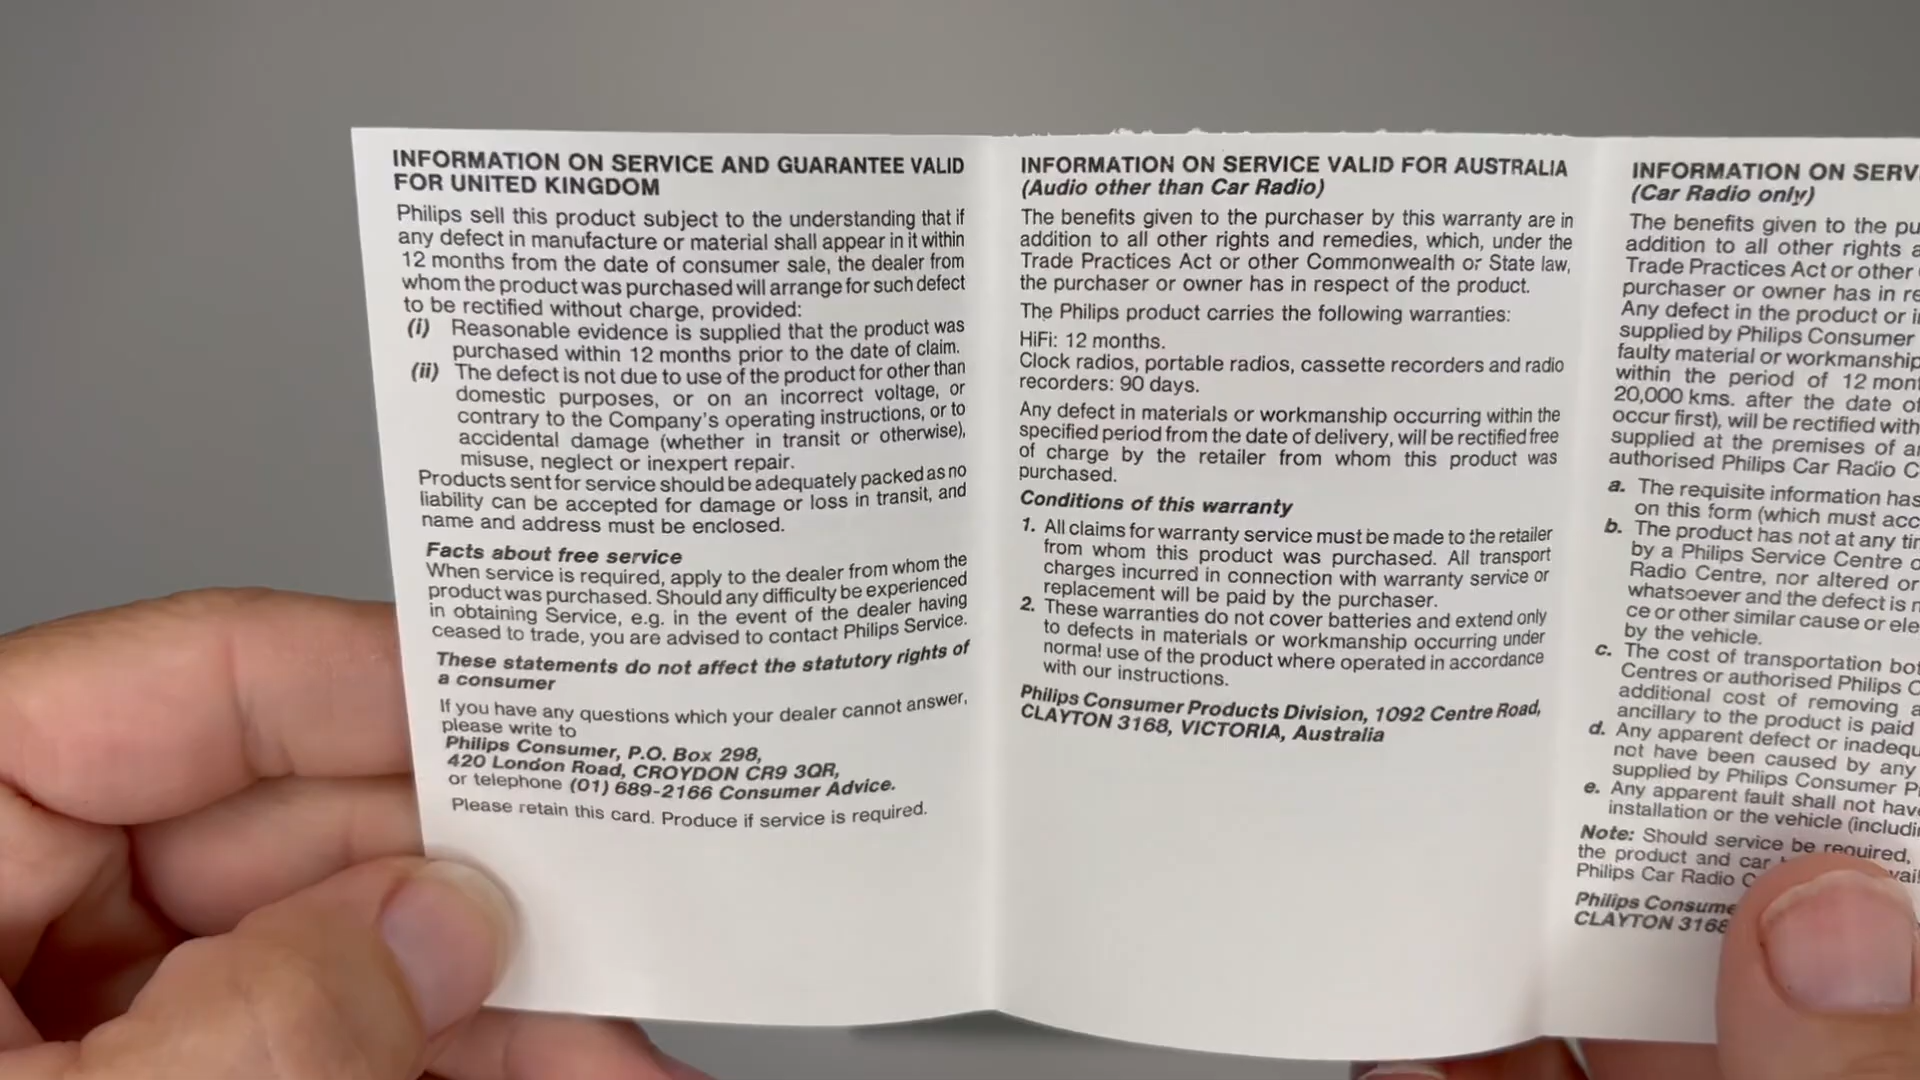 INFORMATION ON SERVICE AND GUARANTEE VALID
FOR UNITED KINGDOM
Philips sell this product subject to the understanding that if
any defect in manufacture or material shall appear in it within
12 months from the date of consumer sale, the dealer from
whom the product was purchased will arrange for such defect
to be rectified without charge, provided:
(i) Reasonable evidence is supplied that the product was
purchased within 12 months prior to the date of claim.
(ii) The defect is not due to use of the product for other than
domestic purposes, or on an incorrect voltage, or
contrary to the Company's operating instructions, or to
accidental damage (whether in transit or otherwise),
misuse, neglect or inexpert repair.
Products sent for service should be adequately packed as no
liability can be accepted for damage or loss in transit, and
name and address must be enclosed.
Facts about free service
When service is required, apply to the dealer from whom the
product was purchased. Should any difficulty be experienced
in obtaining Service, e.g. in the event of the dealer having
ceased to trade, you are advised to contact Philips Service.
These statements do not affect the statutory rights of
a consumer
If you have any questions which your dealer cannot answer,
please write to
Philips Consumer, P.O. Box 298,
420 London Road, CROYDON CR9 3QR,
or telephone (01) 689-2166 Consumer Advice.
Please retain this card. Produce if service is required.
INFORMATION ON SERVICE VALID FOR AUSTRALIA
(Audio other than Car Radio)
The benefits given to the purchaser by this warranty are in
addition to all other rights and remedies, which, under the
Trade Practices Act or other Commonwealth or State law,
the purchaser or owner has in respect of the product.
The Philips product carries the following warranties:
HiFi: 12 months.
Clock radios, portable radios, cassette recorders and radio
recorders: 90 days.
Any defect in materials or workmanship occurring within the
specified period from the date of delivery, will be rectified free
of charge by the retailer from whom this product was
purchased.
Conditions of this warranty
1. All claims for warranty service must be made to the retailer
from whom this product was purchased. All transport
charges incurred in connection with warranty service or
replacement will be paid by the purchaser.
2. These warranties do not cover batteries and extend only
to defects in materials or workmanship occurring under
normal use of the product where operated in accordance
with our instructions.
Philips Consumer Products Division, 1092 Centre Road,
CLAYTON 3168, VICTORIA, Australia
INFORMATION ON
(Car Radio only)
The benefits given to the
addition to all other rights
Trade Practices Act or other
purchaser or owner has in
Any defect in the product or
supplied by Philips Consumer
faulty material or workmanship
within the period of 12
20,000 kms. after the date of
occur first), will be rectified
supplied at the premises of
authorised Philips Car Radio
a. The requisite information has
on this form (which must
b. The product has not at any
by a Philips Service Centre
Radio Centre, nor altered or
whatsoever and the defect is
ce or other similar cause or
by the vehicle.
c. The cost of transportation
Centres or authorised Philips
additional cost of removing
ancillary to the product is paid
d. Any apparent defect or
not have been caused by any
supplied by Philips Consumer
e. Any apparent fault shall not
installation or the vehicle
Note: Should service be required,
the product and car
Philips Car Radio
Philips
CLAYTON 3168